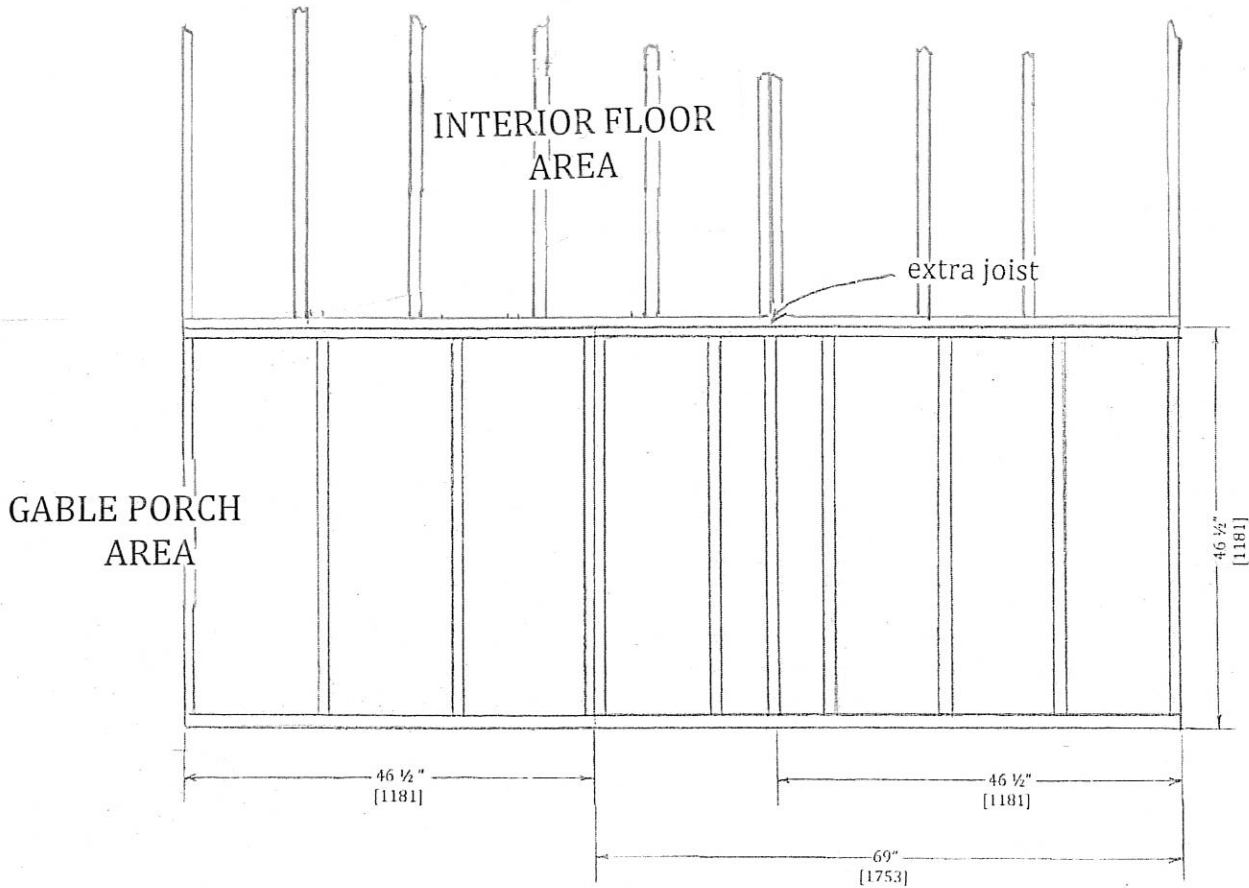 INTERIOR FLOOR
AREA
extra joist
GABLE PORCH
AREA
46 ½"
[1181]
46 ½"
[1181]
46 ½"
[1181]
69"
[1753]